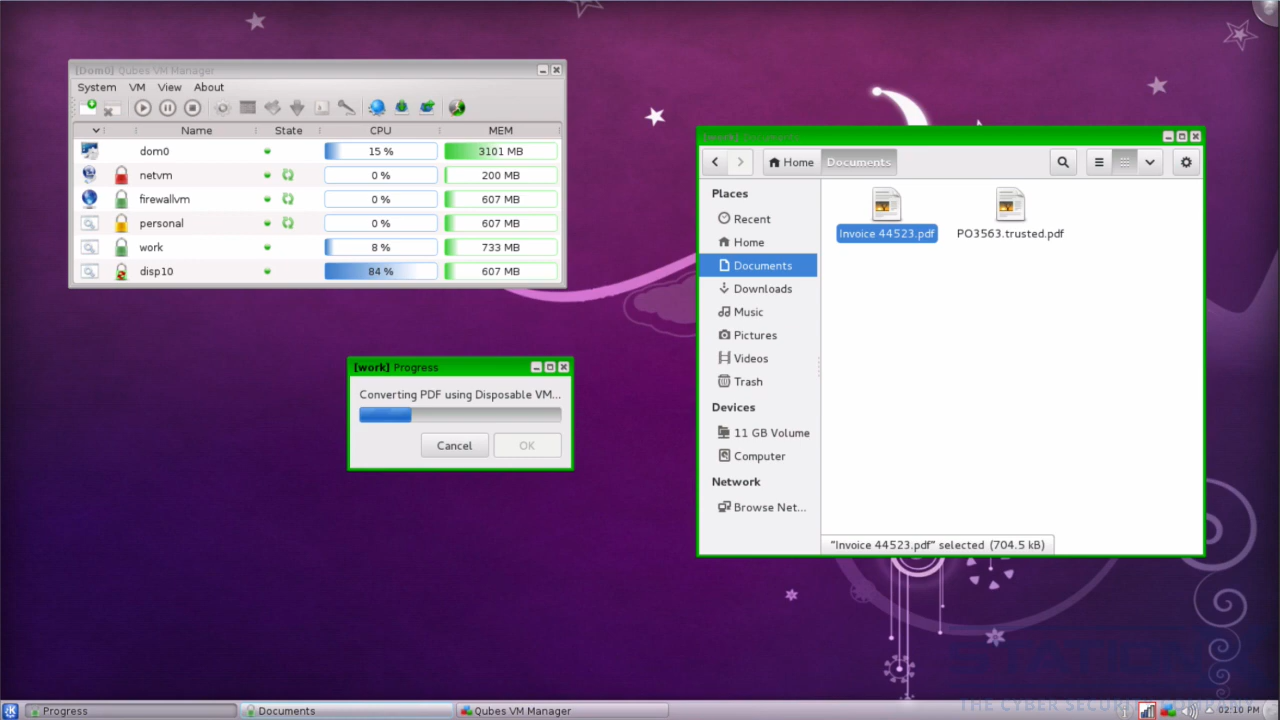 [Dom0] Qubes VM Manager
System VM View About
Name State CPU MEM
dom0 15 % 3101 MB
netvm 0 % 200 MB
firewallvm 0 % 607 MB
personal 0 % 607 MB
work 8 % 733 MB
disp10 84 % 607 MB
[work] Progress
Converting PDF using Disposable VM...
Cancel OK
[work] Documents
Home Documents
Places
Recent
Home
Documents
Downloads
Music
Pictures
Videos
Trash
Devices
11 GB Volume
Computer
Network
Browse Net...
Invoice 44523.pdf PO3563.trusted.pdf
"Invoice 44523.pdf" selected (704.5 kB)
STATION X
THE CYBER SECURITY COMPANY
Progress Documents Qubes VM Manager 02:10 PM